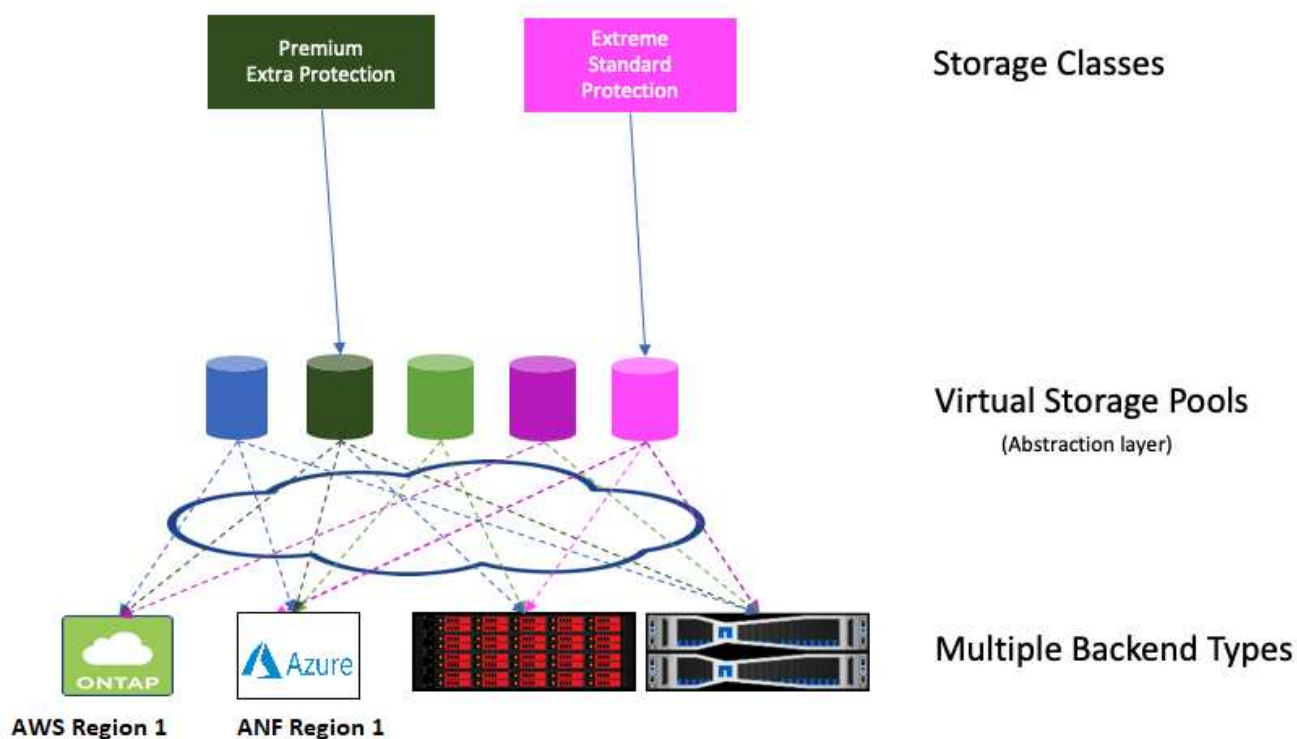 Premium
Extra Protection
Extreme
Standard
Protection
Storage Classes
Virtual Storage Pools
(Abstraction layer)
ONTAP
Azure
Multiple Backend Types
AWS Region 1
ANF Region 1